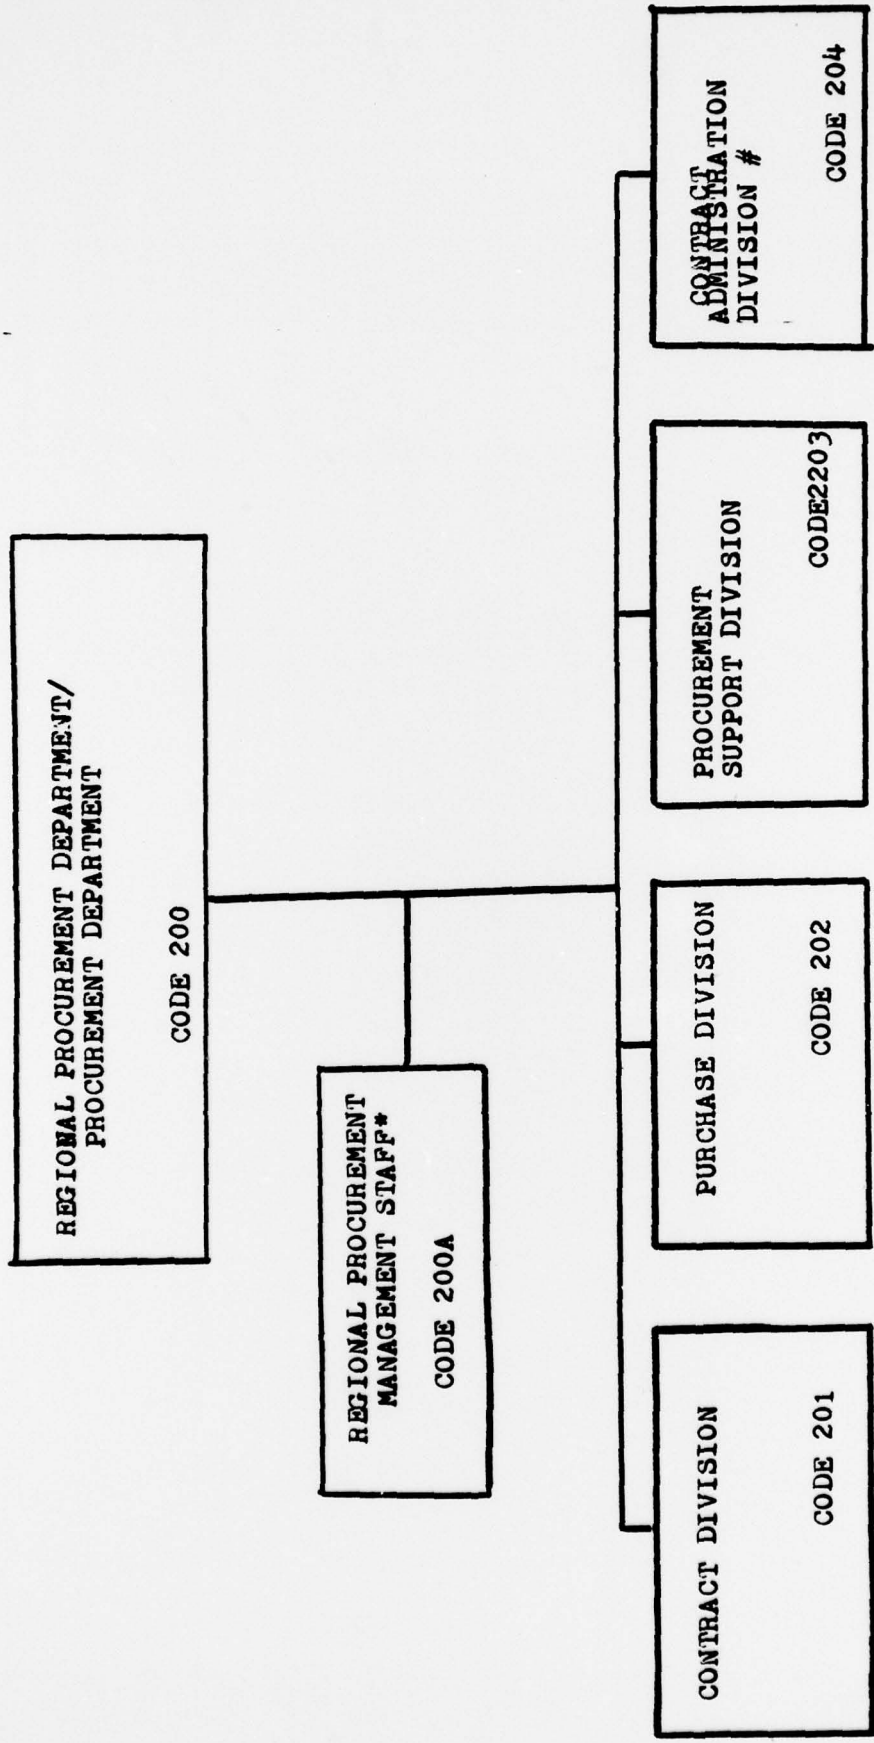 REGIONAL PROCUREMENT DEPARTMENT/
PROCUREMENT DEPARTMENT
CODE 200
REGIONAL PROCUREMENT
MANAGEMENT STAFF*
CODE 200A
CONTRACT DIVISION
CODE 201
PURCHASE DIVISION
CODE 202
PROCUREMENT
SUPPORT DIVISION
CODE2203
CONTRACT
ADMINISTRATION
DIVISION #
CODE 204